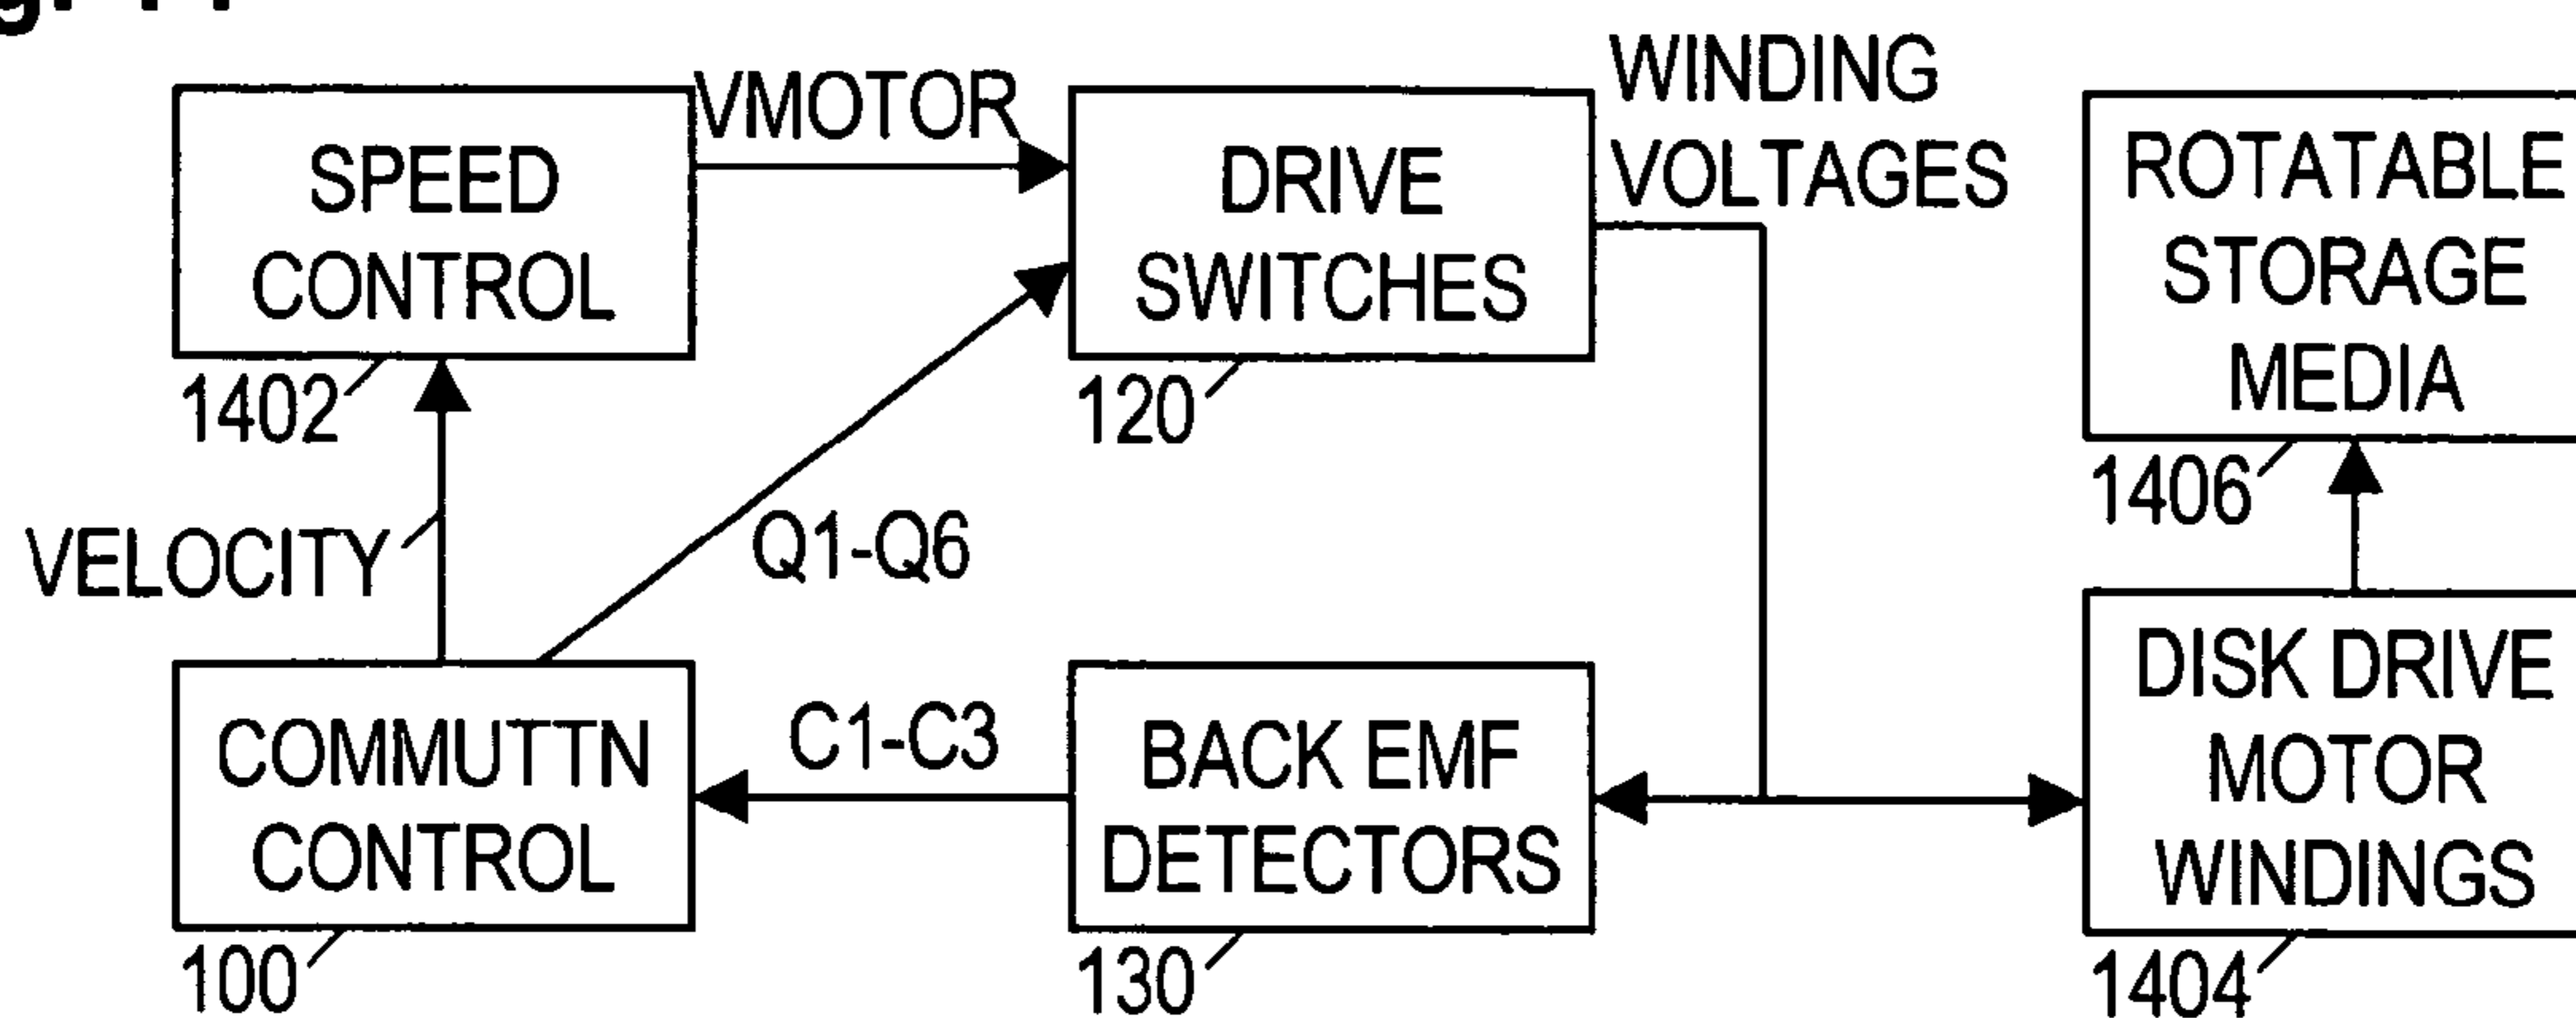 VMOTOR
WINDING
VOLTAGES
SPEED
CONTROL
1402
DRIVE
SWITCHES
120
ROTATABLE
STORAGE
MEDIA
1406
VELOCITY
Q1-Q6
COMMUTTN
CONTROL
100
C1-C3
BACK EMF
DETECTORS
130
DISK DRIVE
MOTOR
WINDINGS
1404